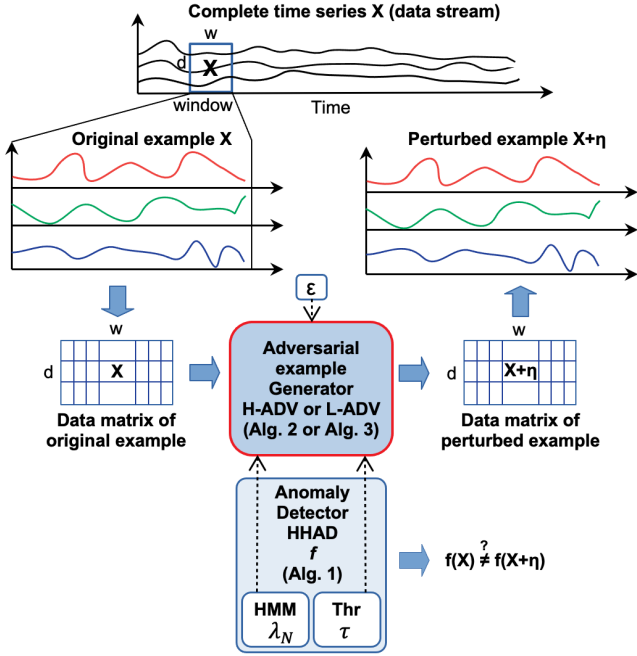 Complete time series X (data stream)
w
d
X
window
Time
Original example X
Perturbed example X+η
ε
w
d
X
Data matrix of
original example
Adversarial
example
Generator
H-ADV or L-ADV
(Alg. 2 or Alg. 3)
w
d
X+η
Data matrix of
perturbed example
Anomaly
Detector
HHAD
f
(Alg. 1)
HMM
λ_N
Thr
τ
?
f(X) ≠ f(X+η)